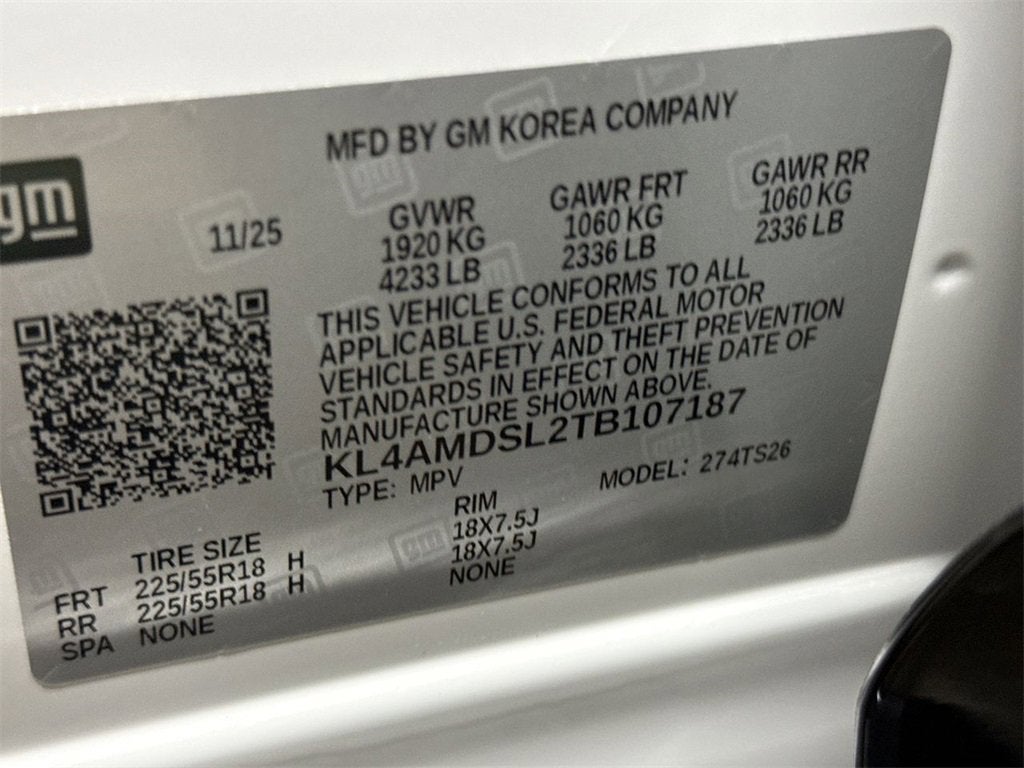 MFD BY GM KOREA COMPANY
gm
11/25
GVWR
1920 KG
4233 LB
GAWR FRT
1060 KG
2336 LB
GAWR RR
1060 KG
2336 LB
THIS VEHICLE CONFORMS TO ALL
APPLICABLE U.S. FEDERAL MOTOR
VEHICLE SAFETY AND THEFT PREVENTION
STANDARDS IN EFFECT ON THE DATE OF
MANUFACTURE SHOWN ABOVE.
KL4AMDSL2TB107187
TYPE: MPV MODEL: 274TS26
TIRE SIZE RIM
FRT 225/55R18 H 18X7.5J
RR 225/55R18 H 18X7.5J
SPA NONE NONE